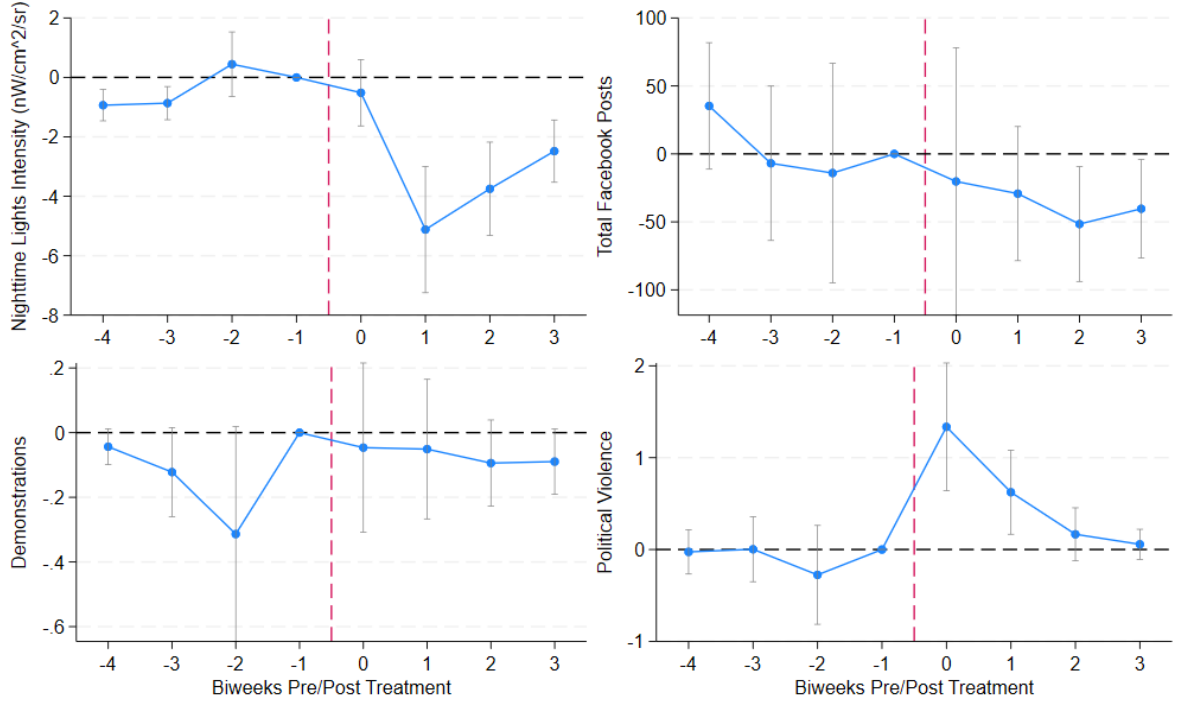 Nighttime Lights Intensity (nW/cm^2/sr)
2
0
-2
-4
-6
-8
-4 -3 -2 -1 0 1 2 3
Total Facebook Posts
100
50
0
-50
-100
-4 -3 -2 -1 0 1 2 3
Demonstrations
.2
0
-.2
-.4
-.6
-4 -3 -2 -1 0 1 2 3
Biweeks Pre/Post Treatment
Political Violence
2
1
0
-1
-4 -3 -2 -1 0 1 2 3
Biweeks Pre/Post Treatment